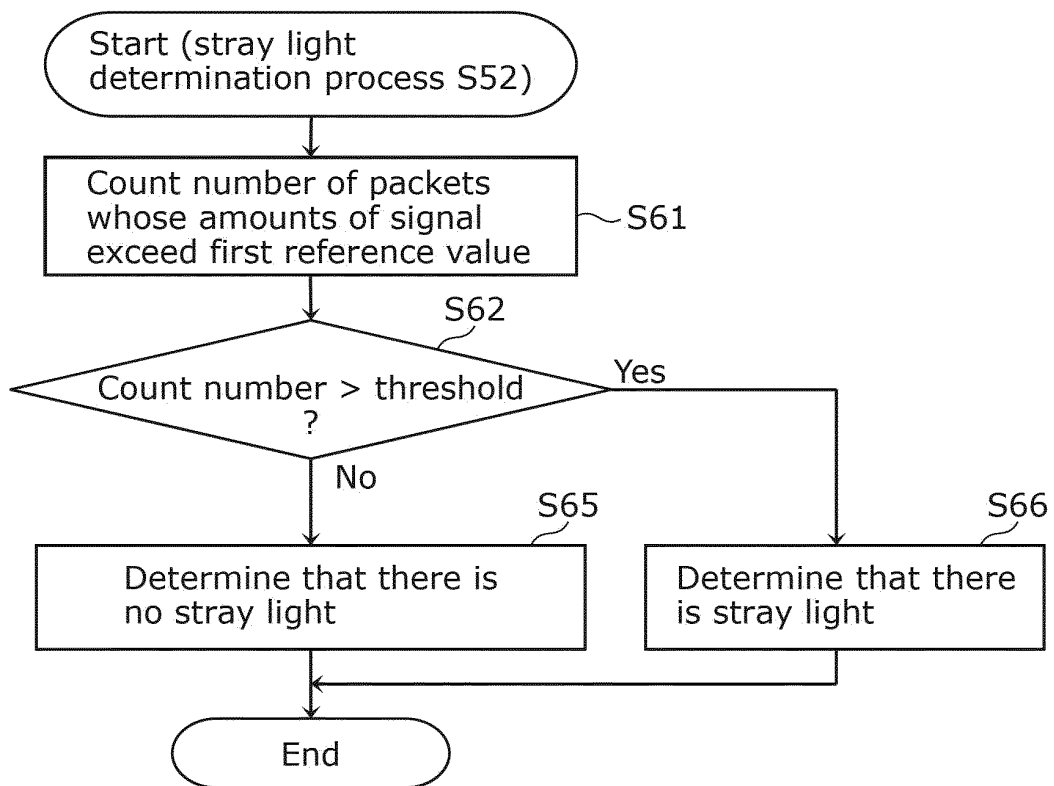 Start (stray light
determination process S52)
Count number of packets
whose amounts of signal
exceed first reference value
S61
S62
Count number > threshold
?
Yes
No
S65
S66
Determine that there is
no stray light
Determine that there
is stray light
End